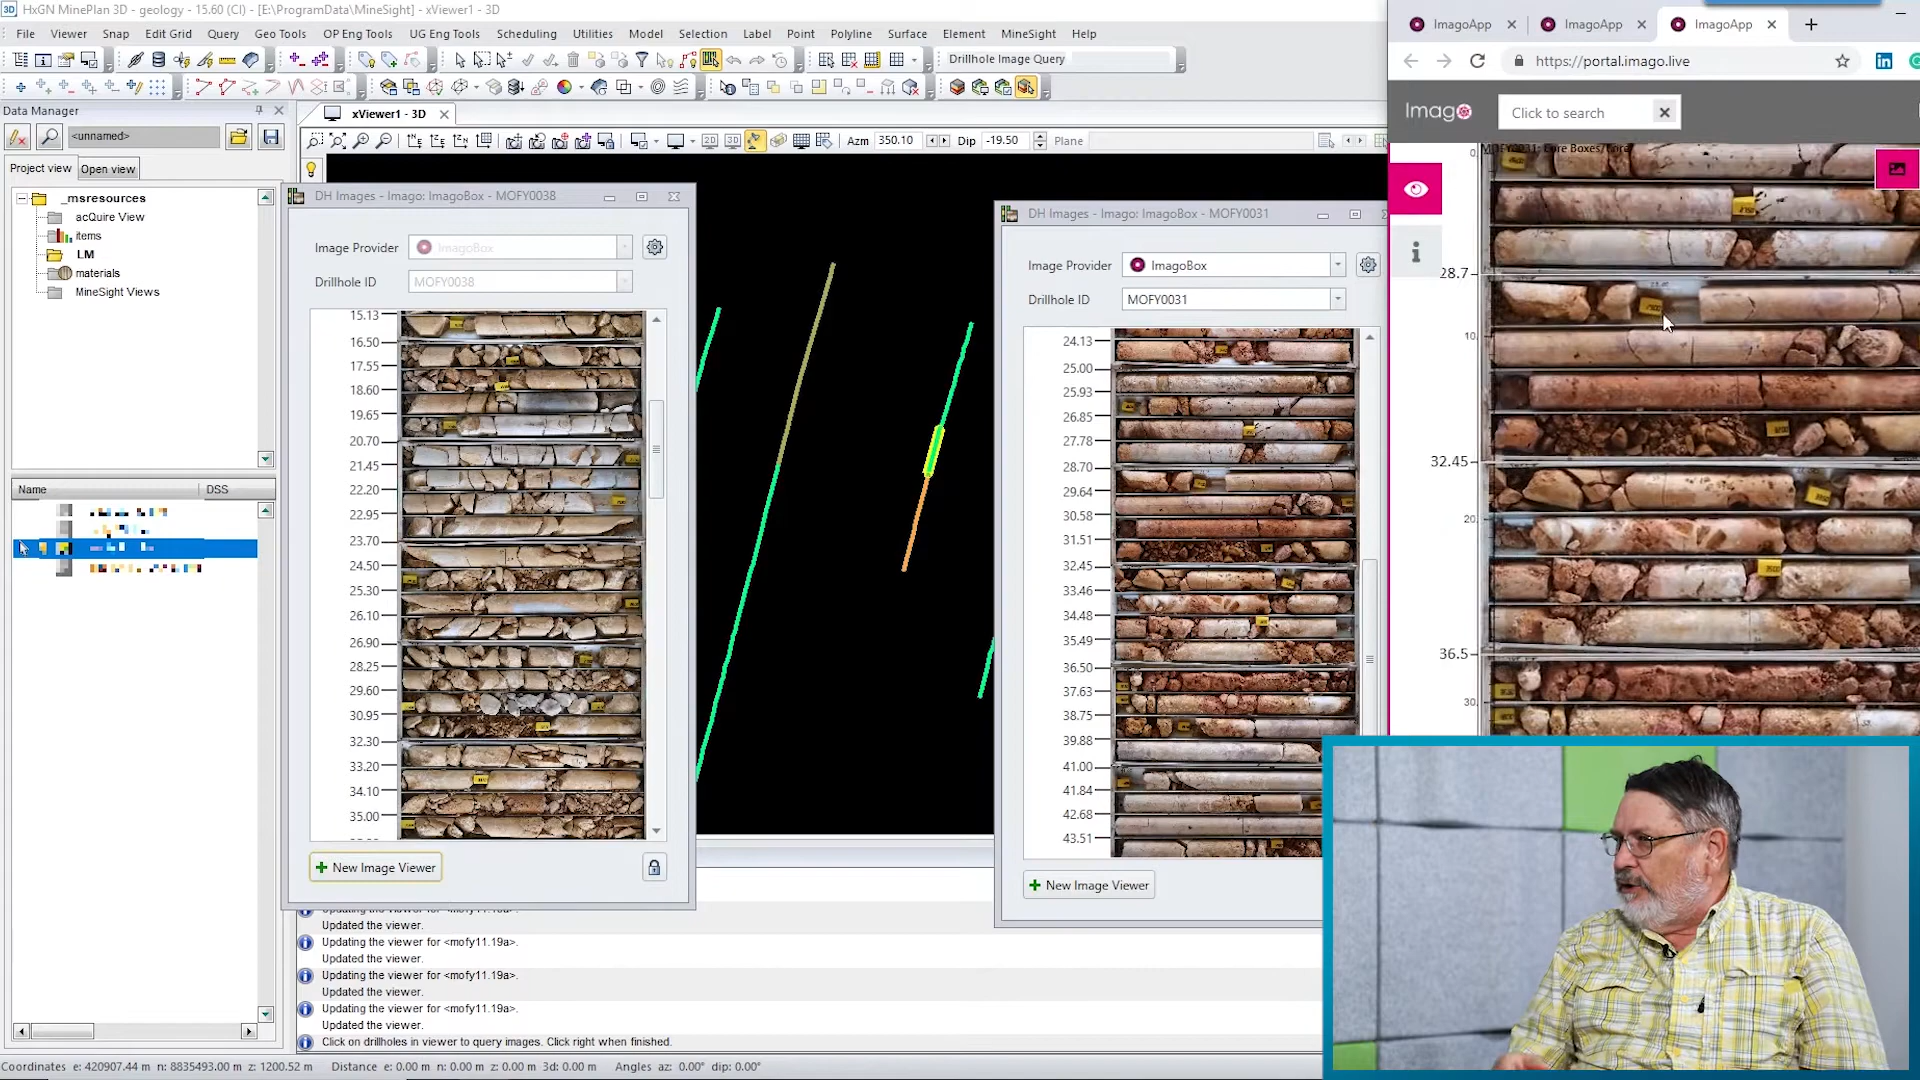 HxGN MinePlan 3D - geology - 15.60 (CI) - [E:\ProgramData\MineSight] - xViewer1 - 3D
File Viewer Snap Edit Grid Query Geo Tools OP Eng Tools UG Eng Tools Scheduling Utilities Model Selection Label Point Polyline Surface Element MineSight Help
Drillhole Image Query
Data Manager
<unnamed>
Project view Open view
_msresources
acQuire View
items
LM
materials
MineSight Views
Name DSS
xViewer1 - 3D
Azm 350.10 Dip -19.50 Plane
DH Images - Imago: ImagoBox - MOFY0038
Image Provider ImagoBox
Drillhole ID MOFY0038
15.13
16.50
17.55
18.60
19.65
20.70
21.45
22.20
22.95
23.70
24.50
25.30
26.10
26.90
28.25
29.60
30.95
32.30
33.20
34.10
35.00
New Image Viewer
DH Images - Imago: ImagoBox - MOFY0031
Image Provider ImagoBox
Drillhole ID MOFY0031
24.13
25.00
25.93
26.85
27.78
28.70
29.64
30.58
31.51
32.45
33.46
34.48
35.49
36.50
37.63
38.75
39.88
41.00
41.84
42.68
43.51
New Image Viewer
Updating the viewer for <mofy11.19a>.
Updated the viewer.
Updating the viewer for <mofy11.19a>.
Updated the viewer.
Updating the viewer for <mofy11.19a>.
Updated the viewer.
Updating the viewer for <mofy11.19a>.
Updated the viewer.
Click on drillholes in viewer to query images. Click right when finished.
Coordinates e: 420907.44 m n: 8835493.00 m z: 1200.52 m Distance e: 0.00 m n: 0.00 m z: 0.00 m 3d: 0.00 m Angles az: 0.00° dip: 0.00°
ImagoApp ImagoApp ImagoApp
https://portal.imago.live
Imago Click to search
MOFY0031: Core Boxes/Core
0
28.7
10
32.45
20
36.5
30